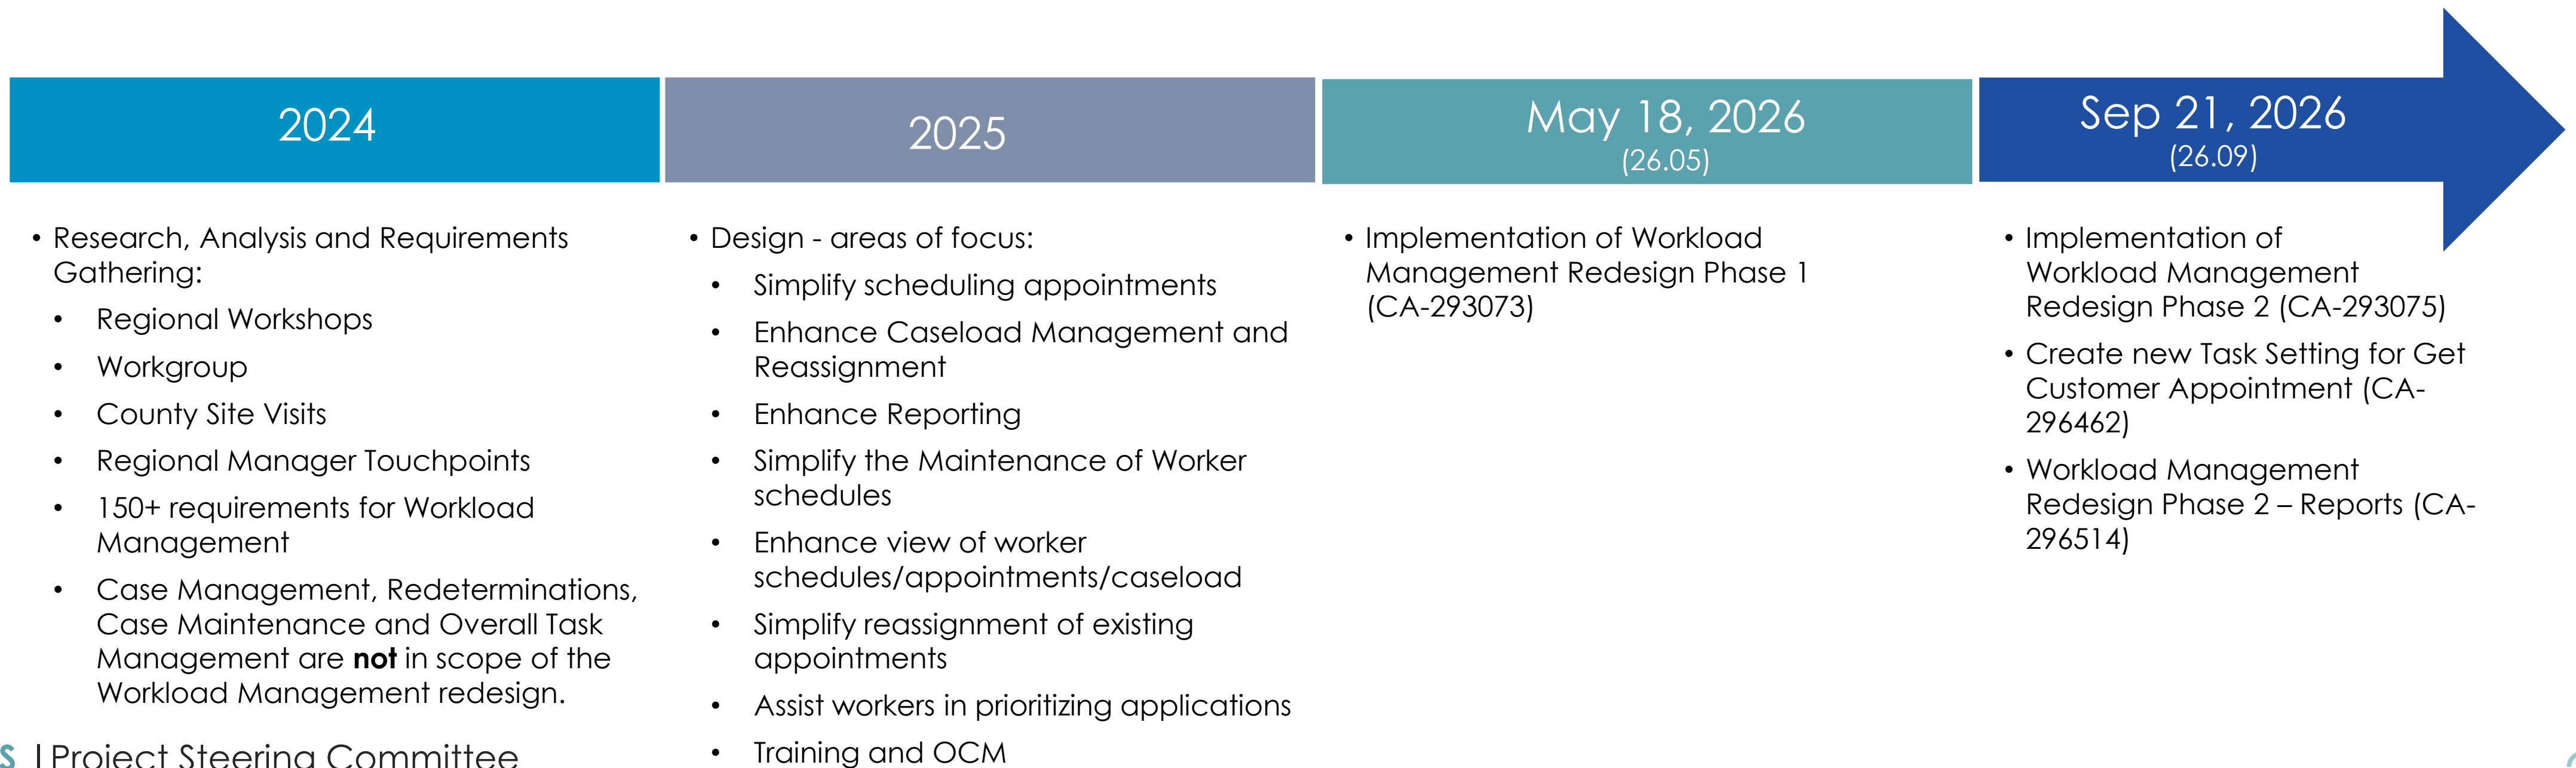 2024
• Research, Analysis and Requirements
Gathering:
• Regional Workshops
• Workgroup
• County Site Visits
• Regional Manager Touchpoints
• 150+ requirements for Workload
Management
• Case Management, Redeterminations,
Case Maintenance and Overall Task
Management are not in scope of the
Workload Management redesign.
2025
• Design - areas of focus:
• Simplify scheduling appointments
• Enhance Caseload Management and
Reassignment
• Enhance Reporting
• Simplify the Maintenance of Worker
schedules
• Enhance view of worker
schedules/appointments/caseload
• Simplify reassignment of existing
appointments
• Assist workers in prioritizing applications
• Training and OCM
May 18, 2026
(26.05)
• Implementation of Workload
Management Redesign Phase 1
(CA-293073)
Sep 21, 2026
(26.09)
• Implementation of
Workload Management
Redesign Phase 2 (CA-293075)
• Create new Task Setting for Get
Customer Appointment (CA-
296462)
• Workload Management
Redesign Phase 2 – Reports (CA-
296514)
S | Project Steering Committee